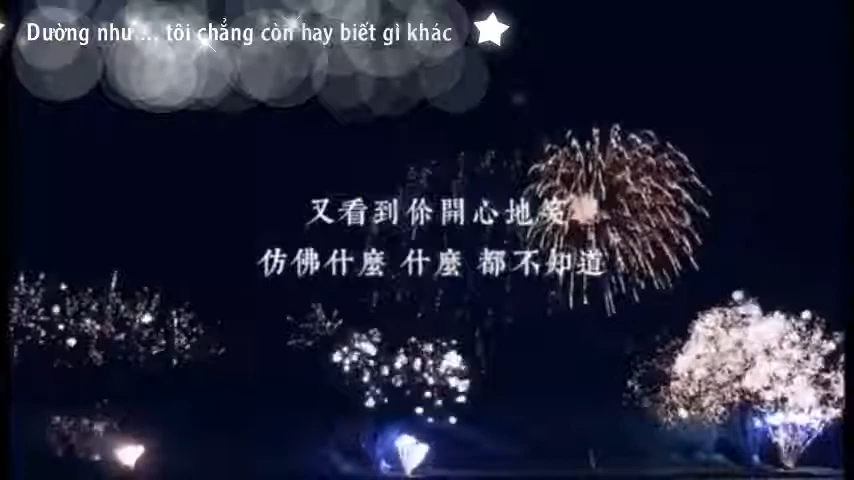 Dường như ... tôi chẳng còn hay biết gì khác
又看到你開心地笑
仿佛什麼 什麼 都不知道